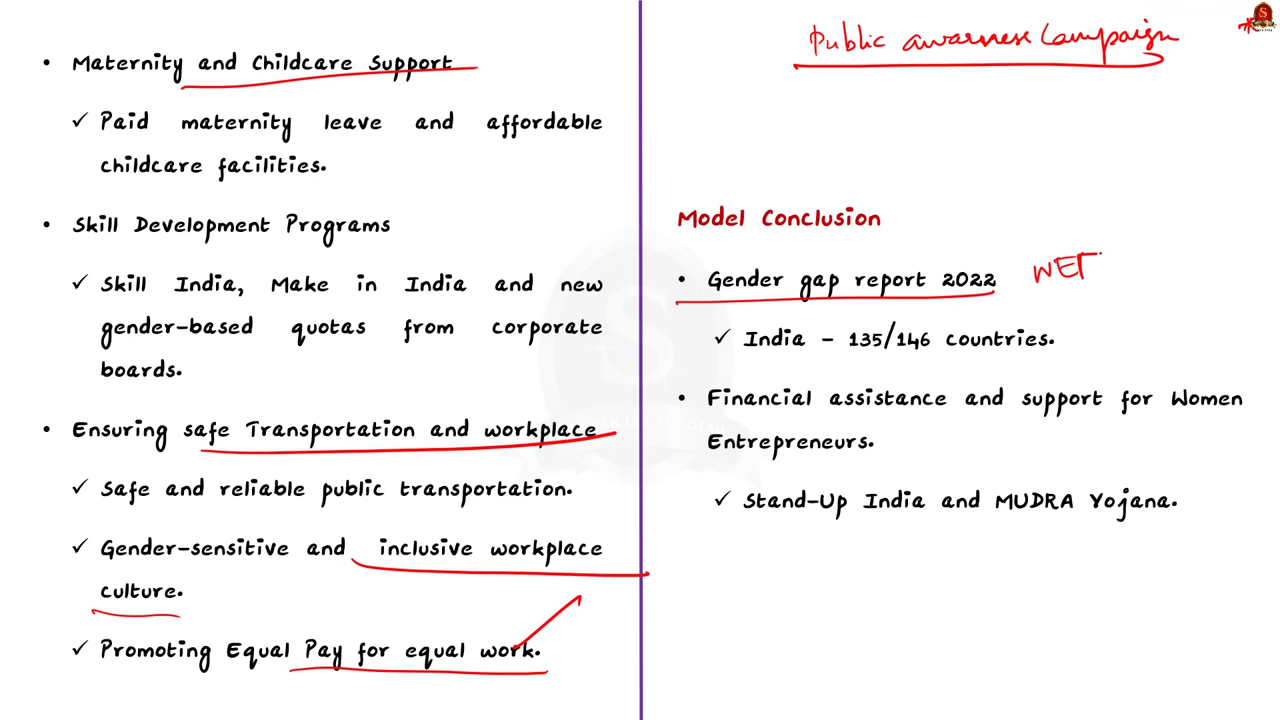 • Maternity and Childcare Support
✓ Paid maternity leave and affordable
childcare facilities.
• Skill Development Programs
✓ Skill India, Make in India and new
gender-based quotas from corporate
boards.
• Ensuring safe Transportation and workplace
✓ Safe and reliable public transportation.
✓ Gender-sensitive and inclusive workplace
culture.
✓ Promoting Equal Pay for equal work.
Public awarness Campaign
Model Conclusion
• Gender gap report 2022 WEF
✓ India - 135/146 countries.
• Financial assistance and support for Women
Entrepreneurs.
✓ Stand-Up India and MUDRA Yojana.